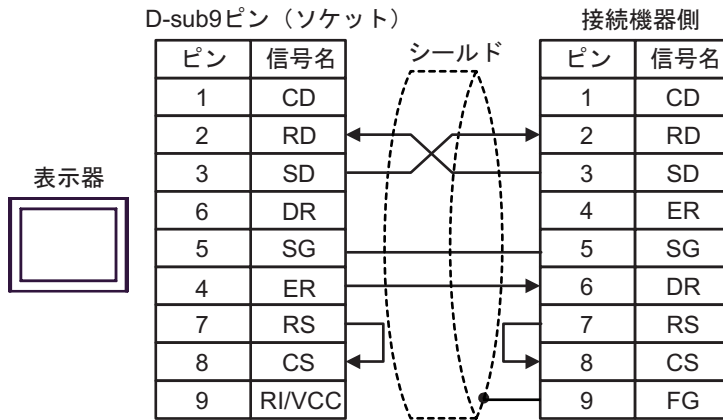 D-sub9ピン（ソケット）
接続機器側
ピン 信号名 シールド ピン 信号名
1 CD 1 CD
2 RD 2 RD
3 SD 3 SD
表示器
6 DR 4 ER
5 SG 5 SG
4 ER 6 DR
7 RS 7 RS
8 CS 8 CS
9 RI/VCC 9 FG